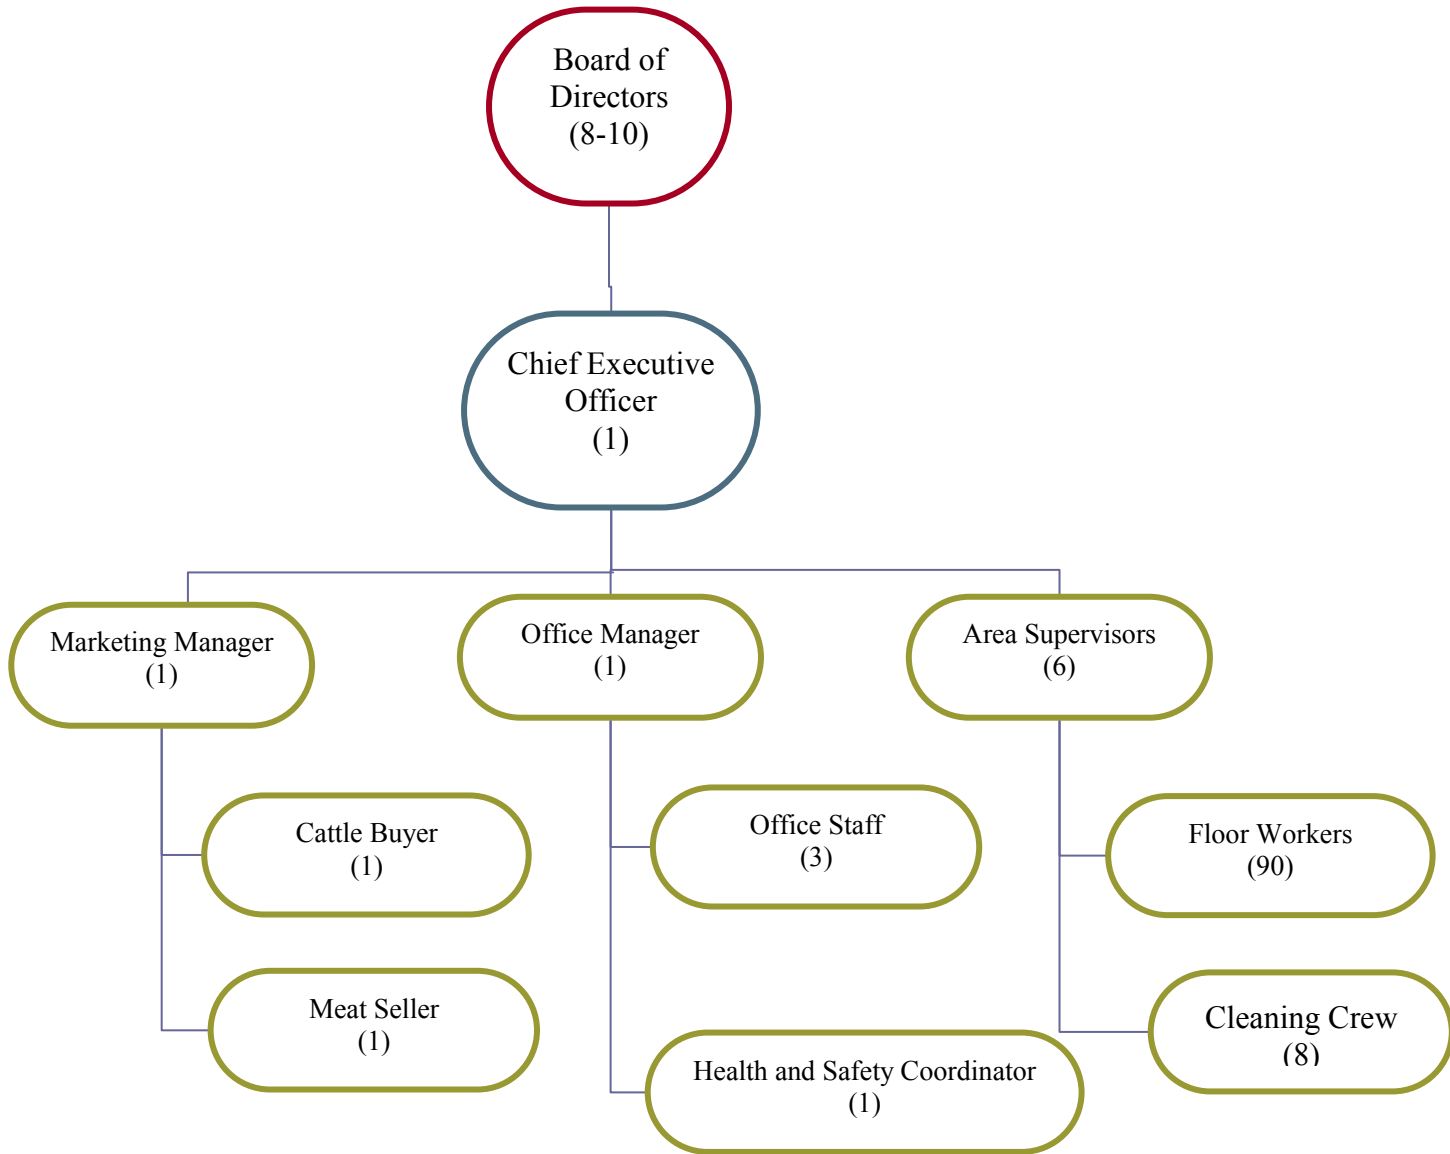 Board of
Directors
(8-10)
Chief Executive
Officer
(1)
Marketing Manager
(1)
Office Manager
(1)
Area Supervisors
(6)
Cattle Buyer
(1)
Office Staff
(3)
Floor Workers
(90)
Meat Seller
(1)
Health and Safety Coordinator
(1)
Cleaning Crew
(8)